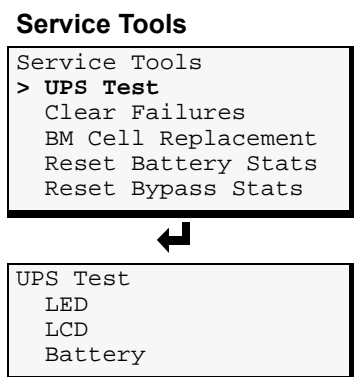 Service Tools
Service Tools
> UPS Test
Clear Failures
BM Cell Replacement
Reset Battery Stats
Reset Bypass Stats
UPS Test
LED
LCD
Battery